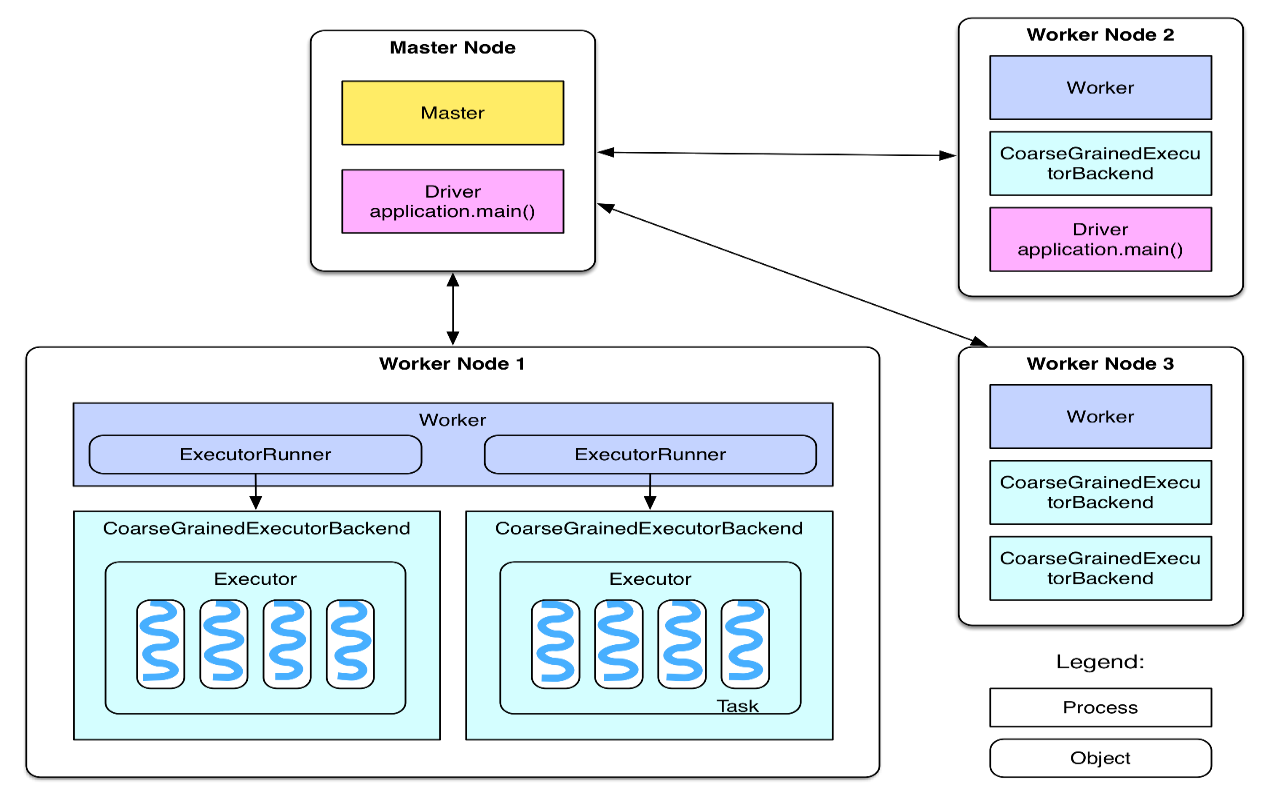 Master Node
Master
Driver
application.main()
Worker Node 2
Worker
CoarseGrainedExecu
torBackend
Driver
application.main()
Worker Node 1
Worker
ExecutorRunner
ExecutorRunner
CoarseGrainedExecutorBackend
CoarseGrainedExecutorBackend
Executor
Executor
Task
Worker Node 3
Worker
CoarseGrainedExecu
torBackend
CoarseGrainedExecu
torBackend
Legend:
Process
Object